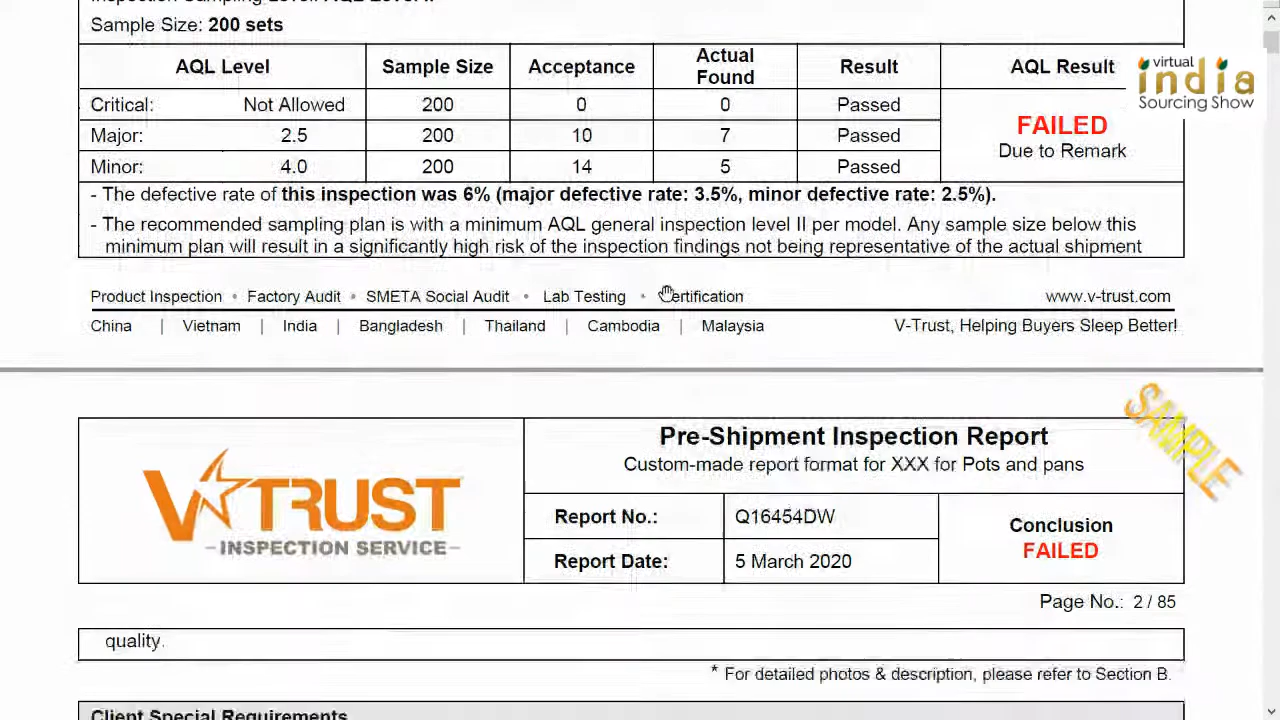 Sample Size: 200 sets
AQL Level Sample Size Acceptance Actual Found Result AQL Result
Critical: Not Allowed 200 0 0 Passed
Major: 2.5 200 10 7 Passed
Minor: 4.0 200 14 5 Passed
FAILED
Due to Remark
- The defective rate of this inspection was 6% (major defective rate: 3.5%, minor defective rate: 2.5%).
- The recommended sampling plan is with a minimum AQL general inspection level II per model. Any sample size below this
minimum plan will result in a significantly high risk of the inspection findings not being representative of the actual shipment
Product Inspection • Factory Audit • SMETA Social Audit • Lab Testing • Certification www.v-trust.com
China | Vietnam | India | Bangladesh | Thailand | Cambodia | Malaysia V-Trust, Helping Buyers Sleep Better!
virtual
india
Sourcing Show
SAMPLE
V TRUST
-INSPECTION SERVICE-
Pre-Shipment Inspection Report
Custom-made report format for XXX for Pots and pans
Report No.: Q16454DW
Report Date: 5 March 2020
Conclusion
FAILED
Page No.: 2 / 85
quality.
* For detailed photos & description, please refer to Section B.
Client Special Requirements